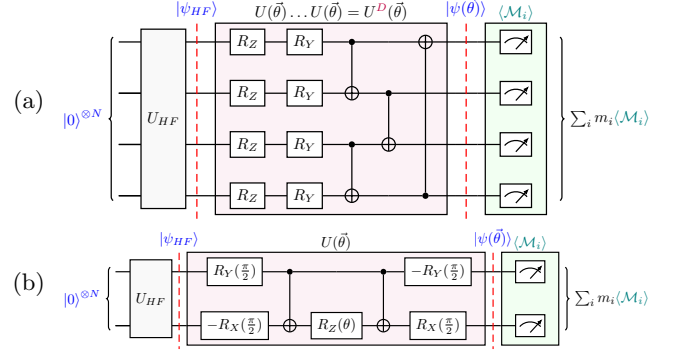 |ψ_HF⟩ U(θ⃗)…U(θ⃗) = U^D(θ⃗) |ψ(θ)⟩ ⟨M_i⟩
(a)
|0⟩^⊗N
U_HF
R_Z R_Y
R_Z R_Y
R_Z R_Y
R_Z R_Y
∑_i m_i⟨M_i⟩
|ψ_HF⟩ U(θ⃗) |ψ(θ⃗)⟩ ⟨M_i⟩
(b)
|0⟩^⊗N
U_HF
R_Y(π/2) −R_Y(π/2)
−R_X(π/2) R_Z(θ) R_X(π/2)
∑_i m_i⟨M_i⟩